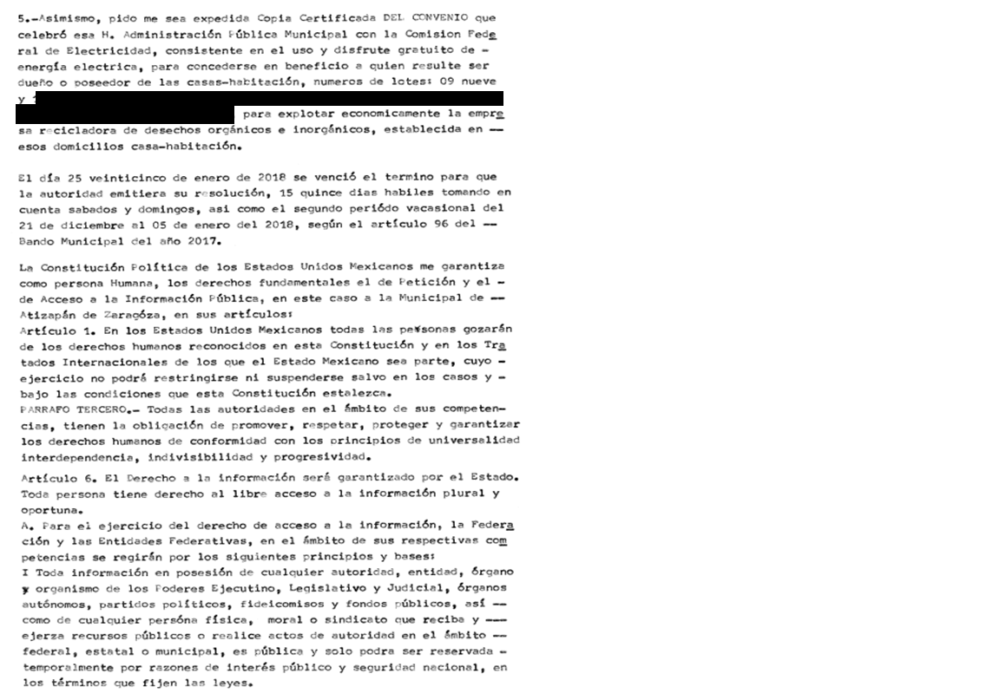 5.-Asimismo, pido me sea expedida Copia Certificada DEL CONVENIO que
celebró esa H. Administración Pública Municipal con la Comision Fede
ral de Electricidad, consistente en el uso y disfrute gratuito de -
energía electrica, para concederse en beneficio a quien resulte ser
dueño o poseedor de las casas-habitación, numeros de lotes: 09 nueve
y
para explotar economicamente la empre
sa recicladora de desechos orgánicos e inorgánicos, establecida en --
esos domicilios casa-habitación.
El día 25 veinticinco de enero de 2018 se venció el termino para que
la autoridad emitiera su resolución, 15 quince dias habiles tomando en
cuenta sabados y domingos, asi como el segundo periódo vacasional del
21 de diciembre al 05 de enero del 2018, según el artículo 96 del --
Bando Municipal del año 2017.
La Constitución Política de los Estados Unidos Mexicanos me garantiza
como persona Humana, los derechos fundamentales el de Petición y el -
de Acceso a la Información Pública, en este caso a la Municipal de --
Atizapán de Zaragóza, en sus artículos:
Artículo 1. En los Estados Unidos Mexicanos todas las personas gozarán
de los derechos humanos reconocidos en esta Constitución y en los Tra
tados Internacionales de los que el Estado Mexicano sea parte, cuyo -
ejercicio no podrá restringirse ni suspenderse salvo en los casos y -
bajo las condiciones que esta Constitución estalezca.
PARRAFO TERCERO.- Todas las autoridades en el ámbito de sus competen-
cias, tienen la obligación de promover, respetar, proteger y garantizar
los derechos humanos de conformidad con los principios de universalidad
interdependencia, indivisibilidad y progresividad.
Artículo 6. El Derecho a la información será garantizado por el Estado.
Toda persona tiene derecho al libre acceso a la información plural y
oportuna.
A. Para el ejercicio del derecho de acceso a la información, la Federa
ción y las Entidades Federativas, en el ámbito de sus respectivas com
petencias se regirán por los siguientes principios y bases:
I Toda información en posesión de cualquier autoridad, entidad, órgano
y organismo de los Poderes Ejecutino, Legislativo y Judicial, órganos
autónomos, partidos políticos, fideicomisos y fondos públicos, así --
como de cualquier persóna física, moral o sindicato que reciba y ---
ejerza recursos públicos o realice actos de autoridad en el ámbito --
federal, estatal o municipal, es pública y solo podra ser reservada -
temporalmente por razones de interés público y seguridad nacional, en
los términos que fijen las leyes.